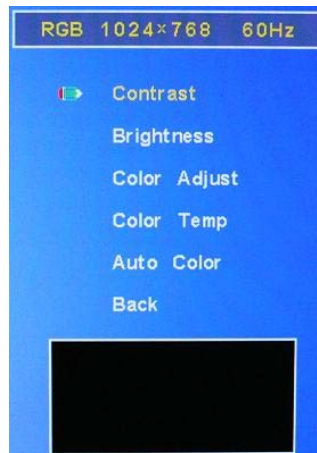 RGB 1024×768 60Hz
Contrast
Brightness
Color Adjust
Color Temp
Auto Color
Back